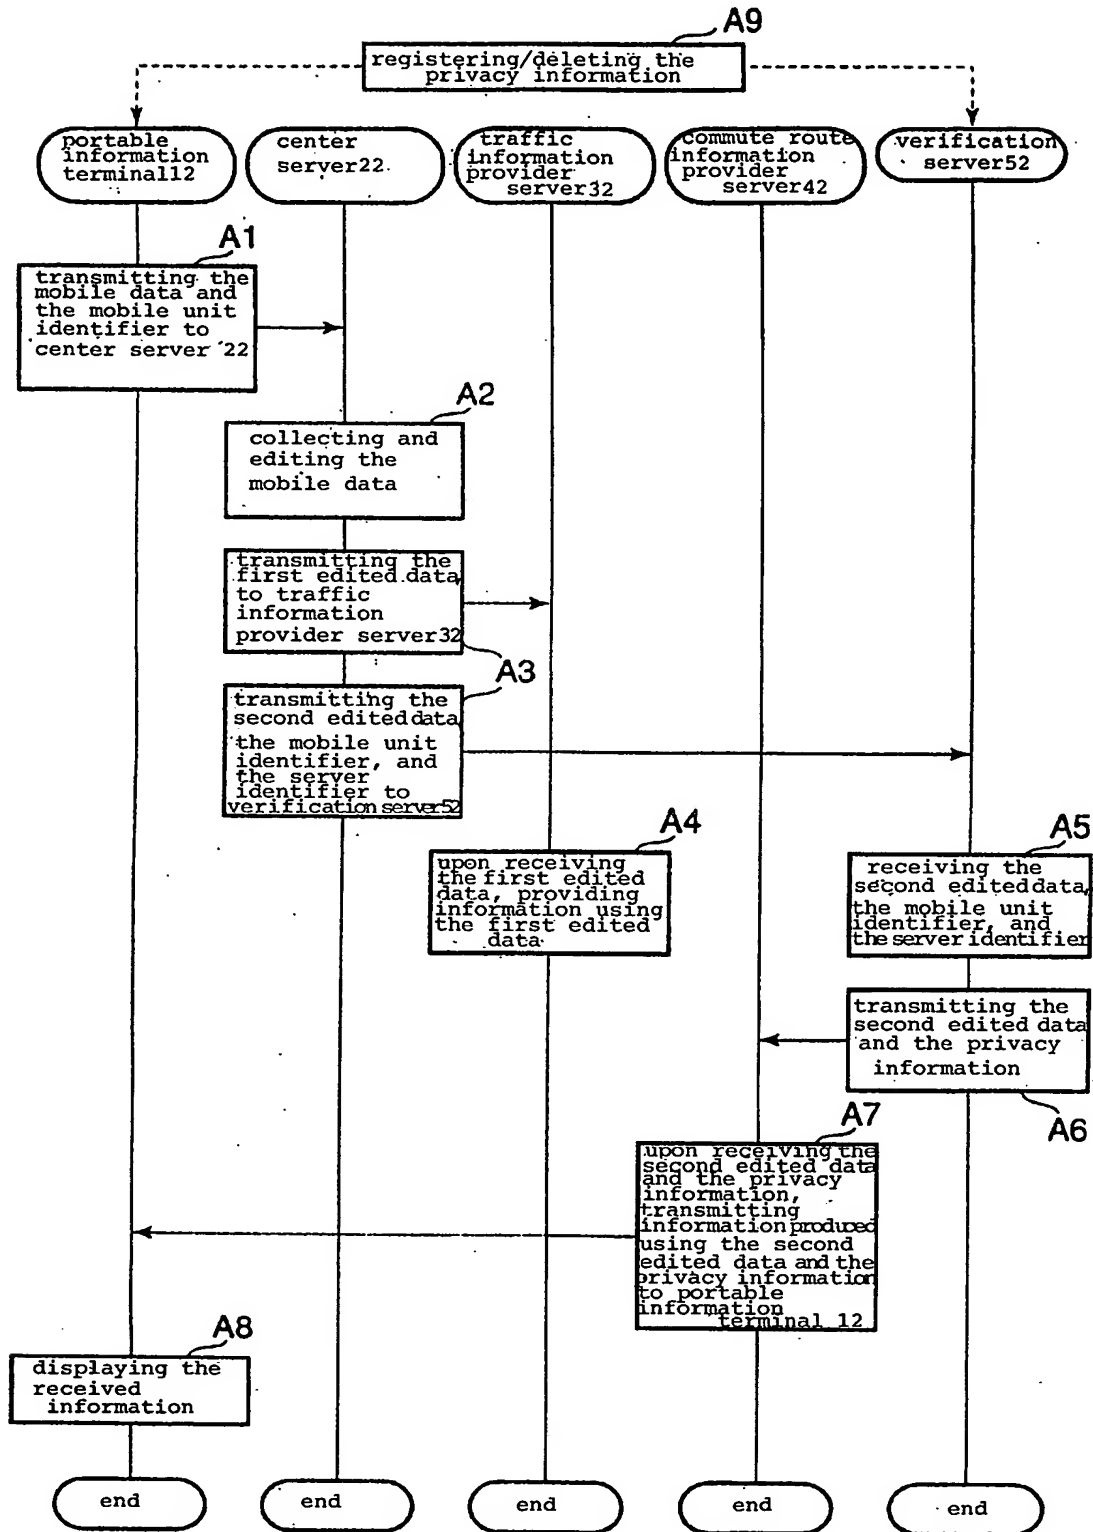 A9
registering/deleting the
privacy information
portable
information
terminal12
center
server22
traffic
information
provider
server32
commute route
information
provider
server42
verification
server52
A1
transmitting the
mobile data and
the mobile unit
identifier to
center server 22
A2
collecting and
editing the
mobile data
transmitting the
first edited data,
to traffic
information
provider server32
A3
transmitting the
second edited data,
the mobile unit
identifier, and
the server
identifier to
verification server52
A4
upon receiving
the first edited
data, providing
information using
the first edited
data
A5
receiving the
second edited data,
the mobile unit
identifier, and
the server identifier
transmitting the
second edited data
and the privacy
information
A6
A7
upon receiving the
second edited data
and the privacy
information,
transmitting
information produced
using the second
edited data and the
privacy information
to portable
information
terminal 12
A8
displaying the
received
information
end
end
end
end
end